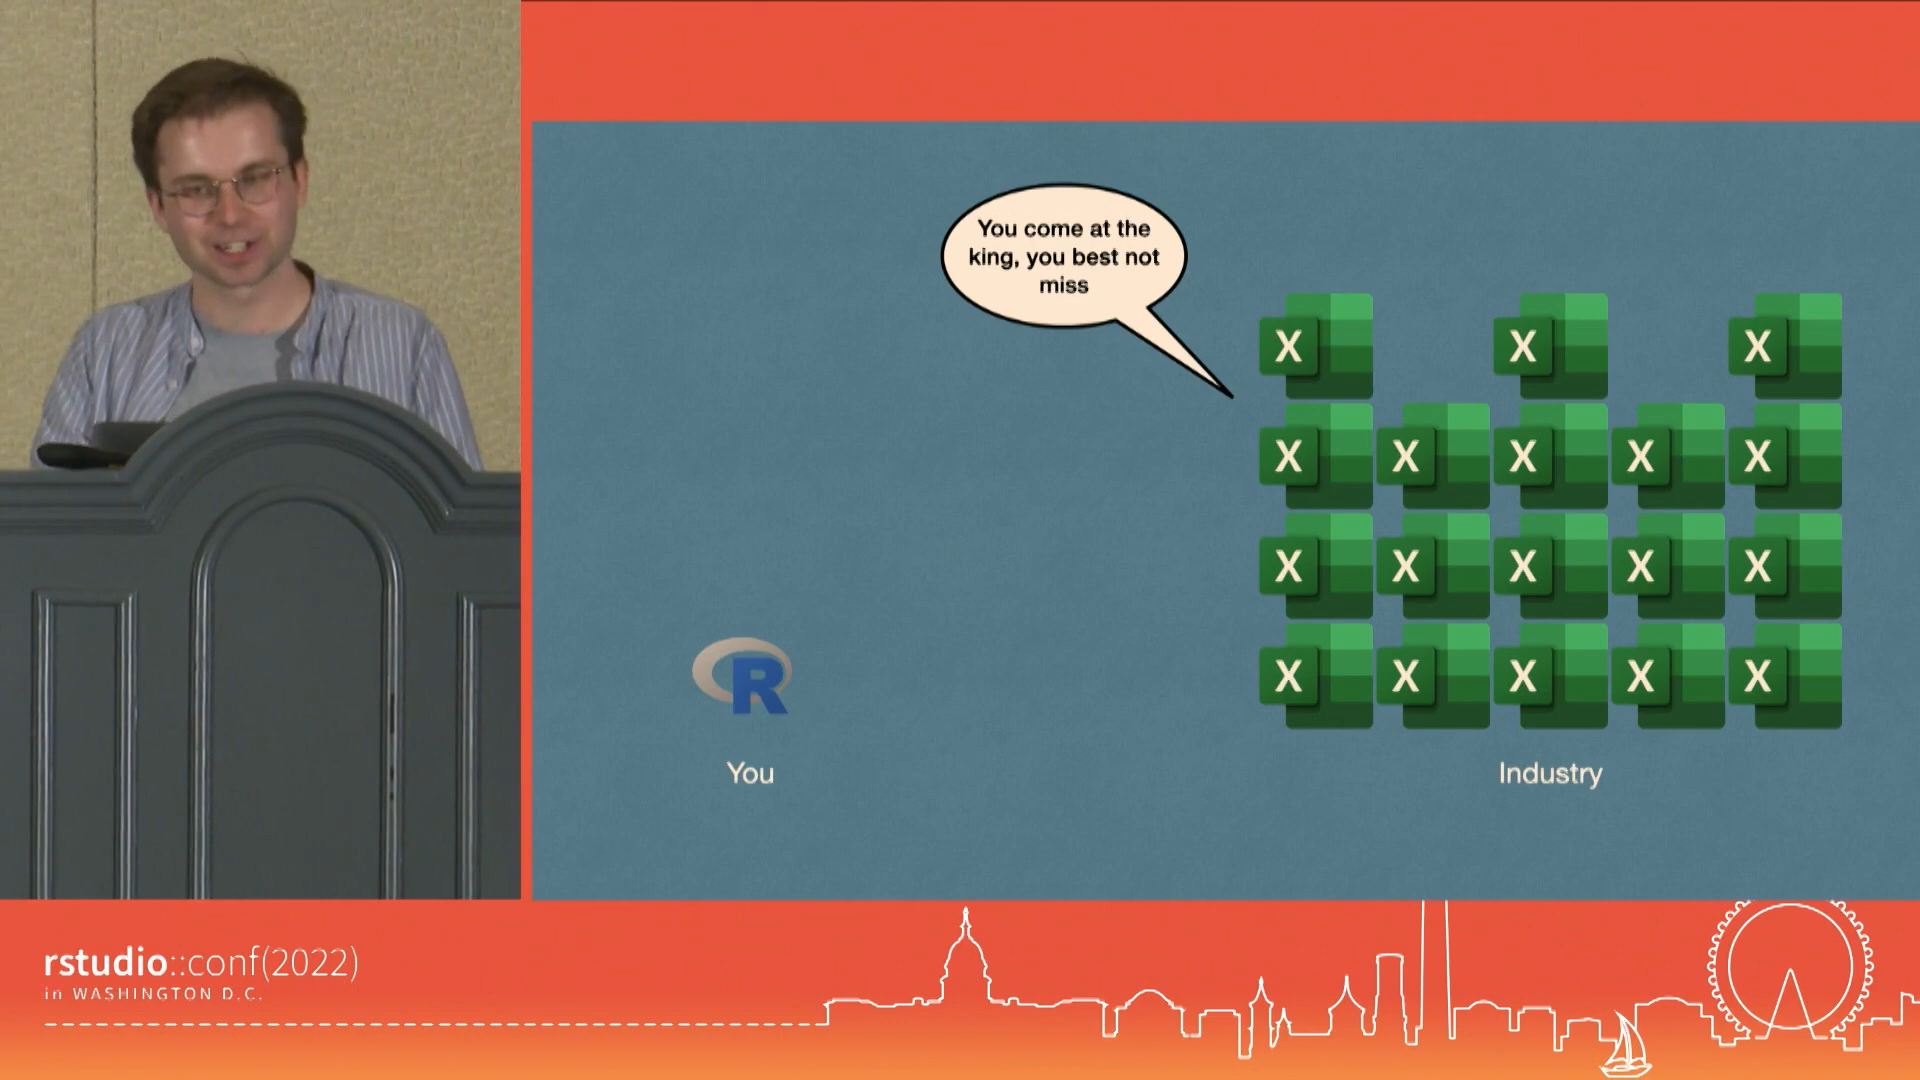 You come at the
king, you best not
miss
X X X
X X X X X
X X X X X
X X X X X
R
You
Industry
rstudio::conf(2022)
in WASHINGTON D.C.